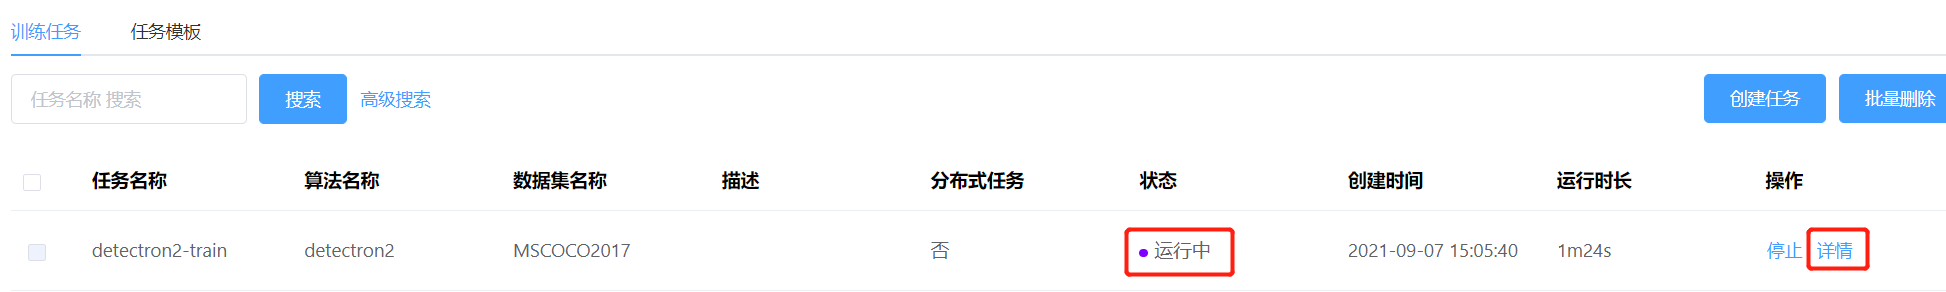 训练任务 任务模板
任务名称 搜索 搜索 高级搜索 创建任务 批量删除
任务名称 算法名称 数据集名称 描述 分布式任务 状态 创建时间 运行时长 操作
detectron2-train detectron2 MSCOCO2017 否 运行中 2021-09-07 15:05:40 1m24s 停止 详情